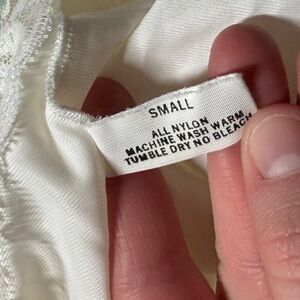 SMALL
ALL NYLON
MACHINE WASH WARM
TUMBLE DRY NO BLEACH